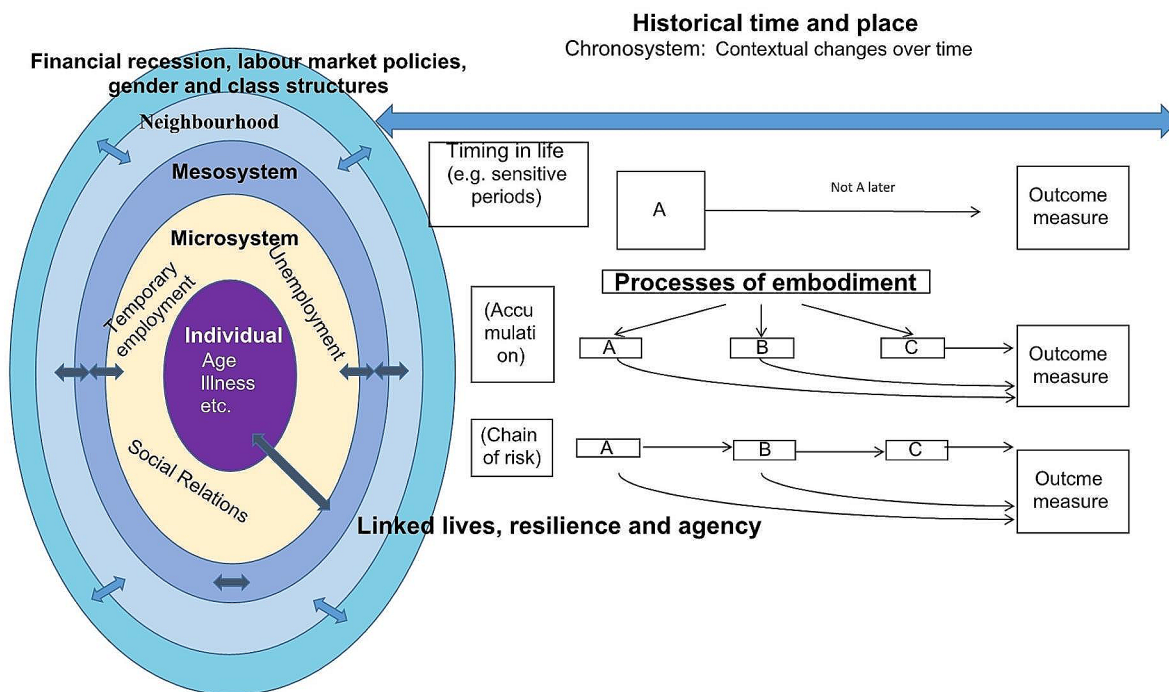 Historical time and place
Chronosystem: Contextual changes over time
Financial recession, labour market policies,
gender and class structures
Neighbourhood
Mesosystem
Microsystem
Temporary
employment
Unemployment
Individual
Age
Illness
etc.
Social Relations
Linked lives, resilience and agency
Timing in life
(e.g. sensitive
periods)
A
Not A later
Outcome
measure
Processes of embodiment
(Accu
mulati
on)
A
B
C
Outcome
measure
(Chain
of risk)
A
B
C
Outcme
measure